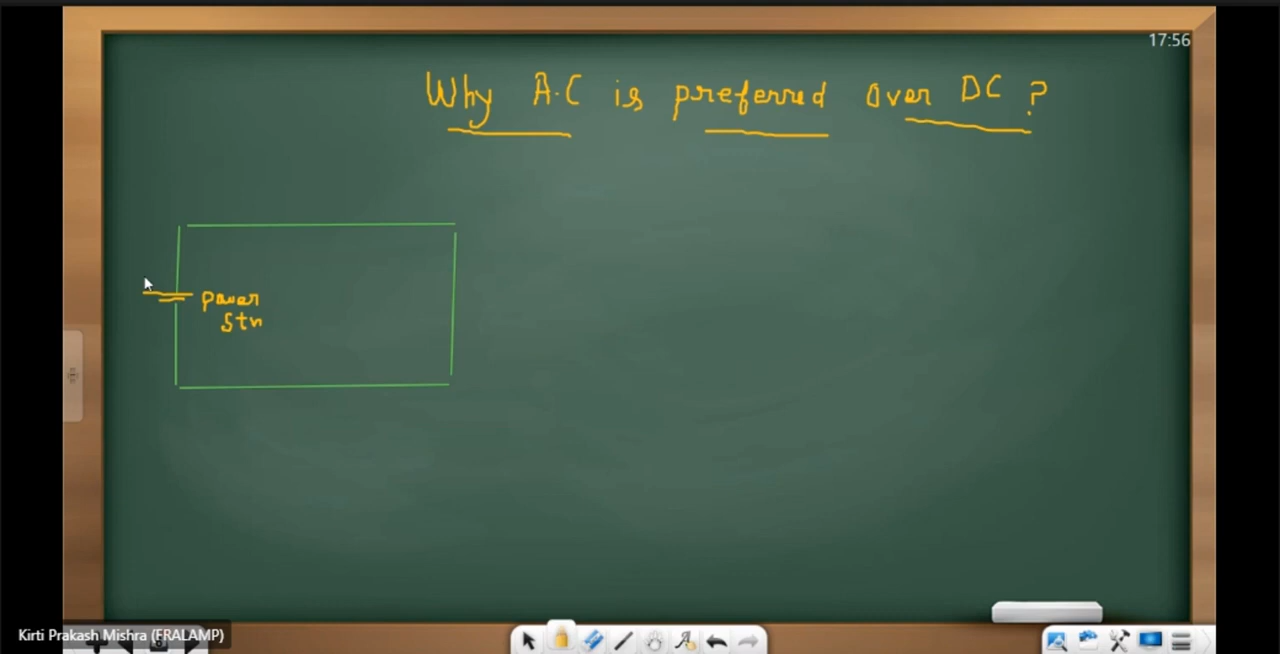 17:56
Why A.C is preferred over DC ?
Power
Stn
Kirti Prakash Mishra (FRALAMP)